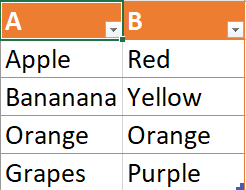 A B
Apple Red
Bananana Yellow
Orange Orange
Grapes Purple